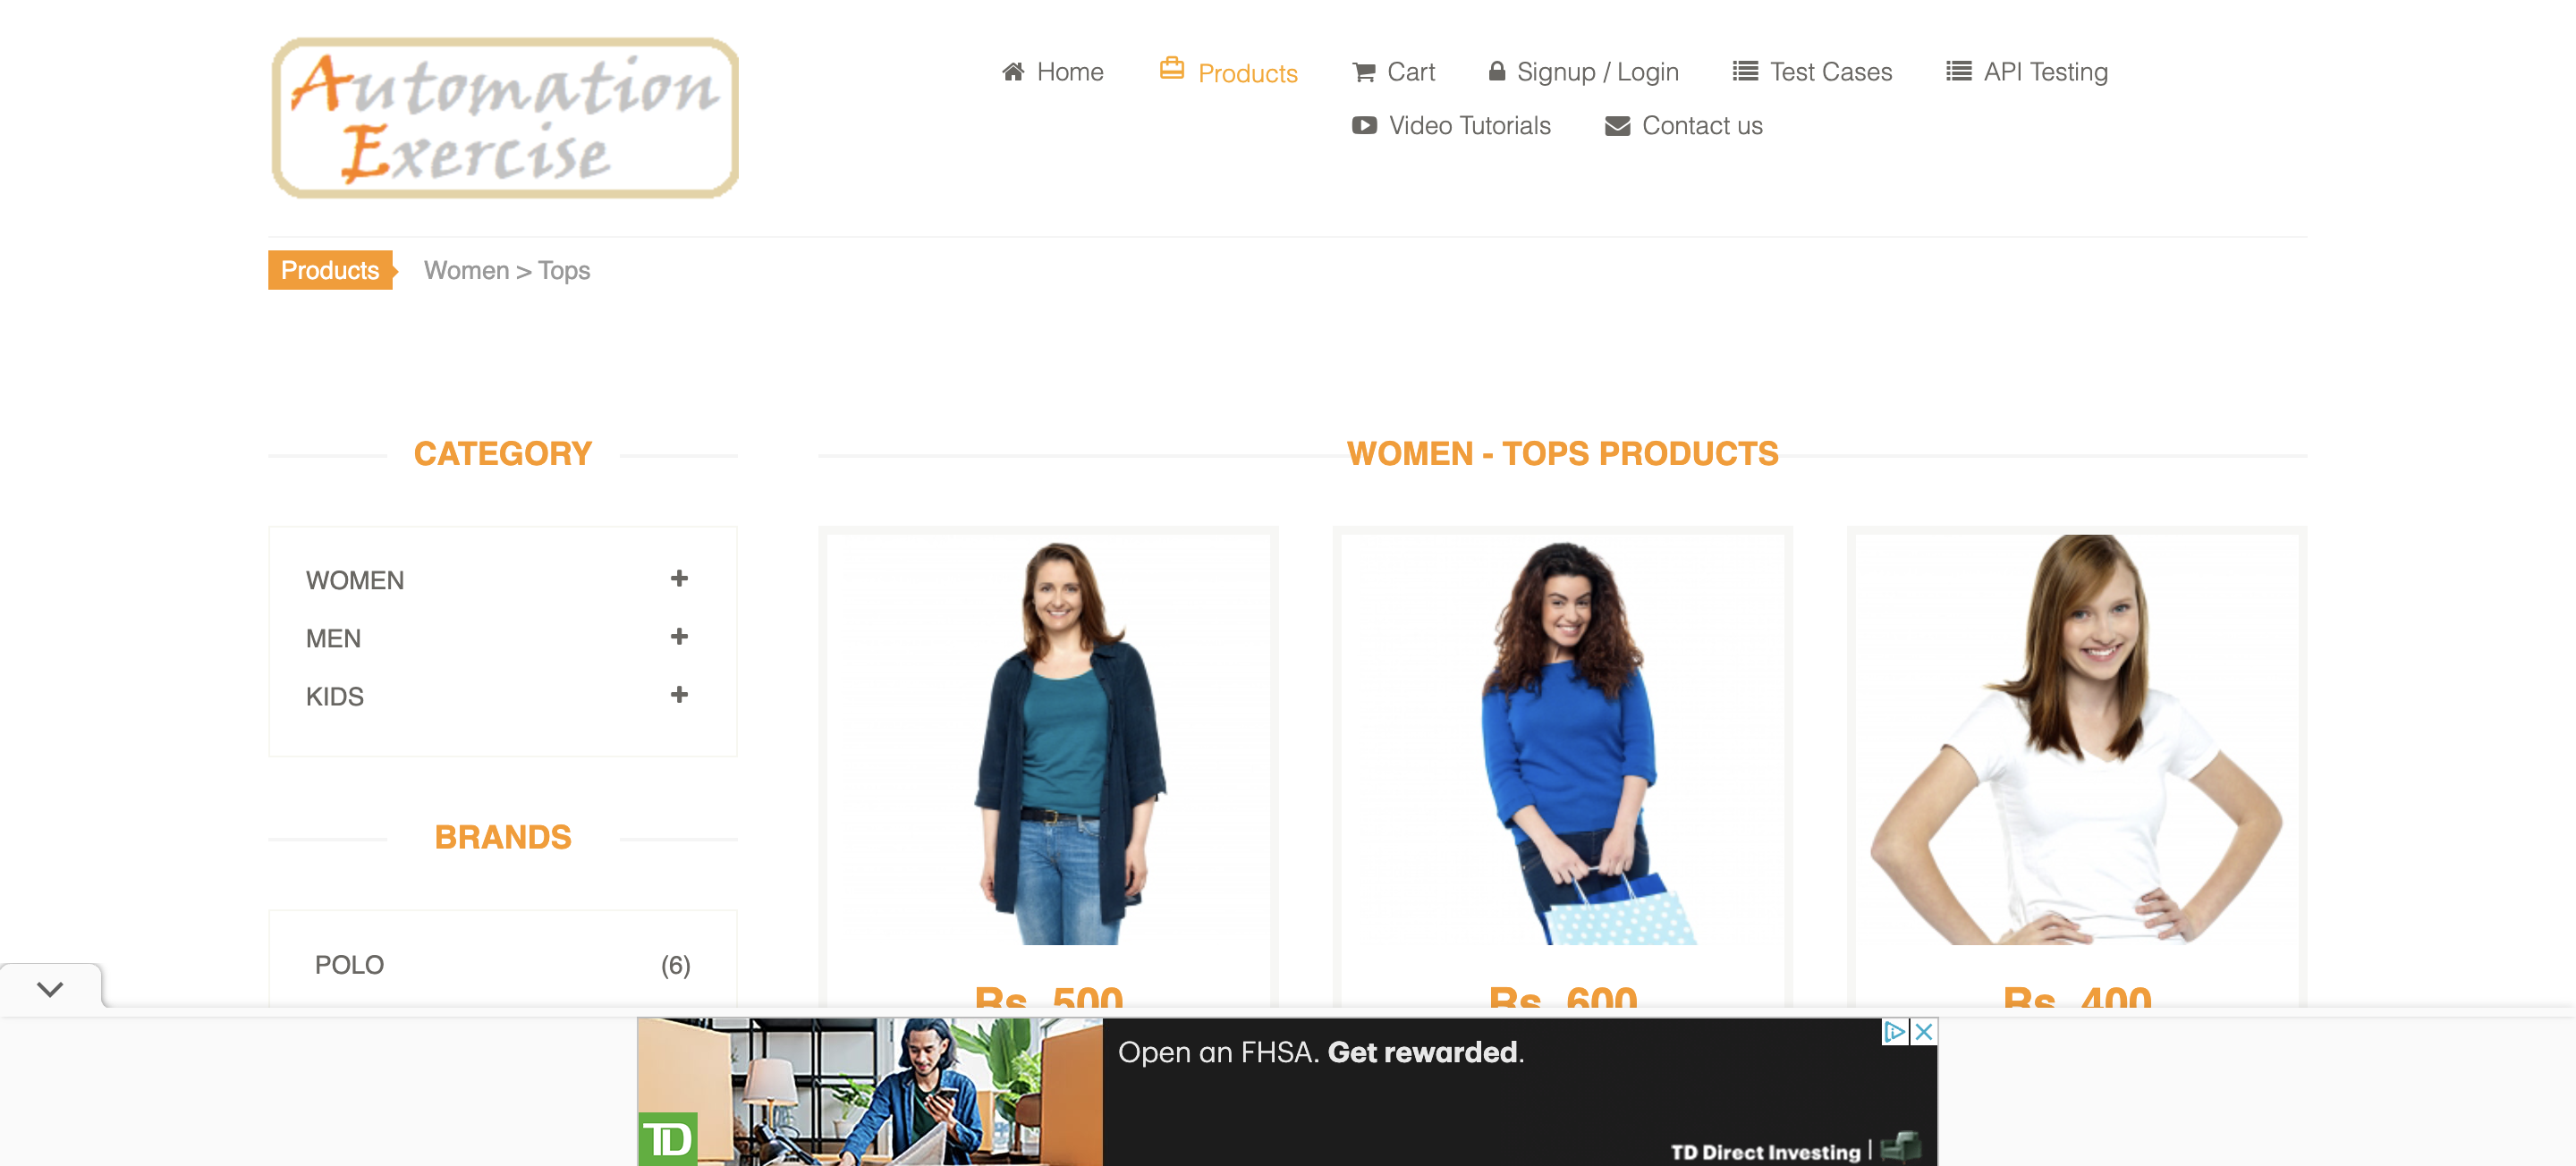 Automation
Exercise
Home
Products
Cart
Signup / Login
Test Cases
API Testing
Video Tutorials
Contact us
Products
Women > Tops
CATEGORY
WOMEN - TOPS PRODUCTS
WOMEN
MEN
KIDS
BRANDS
POLO (6)
Rs. 500
Rs. 600
Rs. 400
Open an FHSA. Get rewarded.
TD
TD Direct Investing